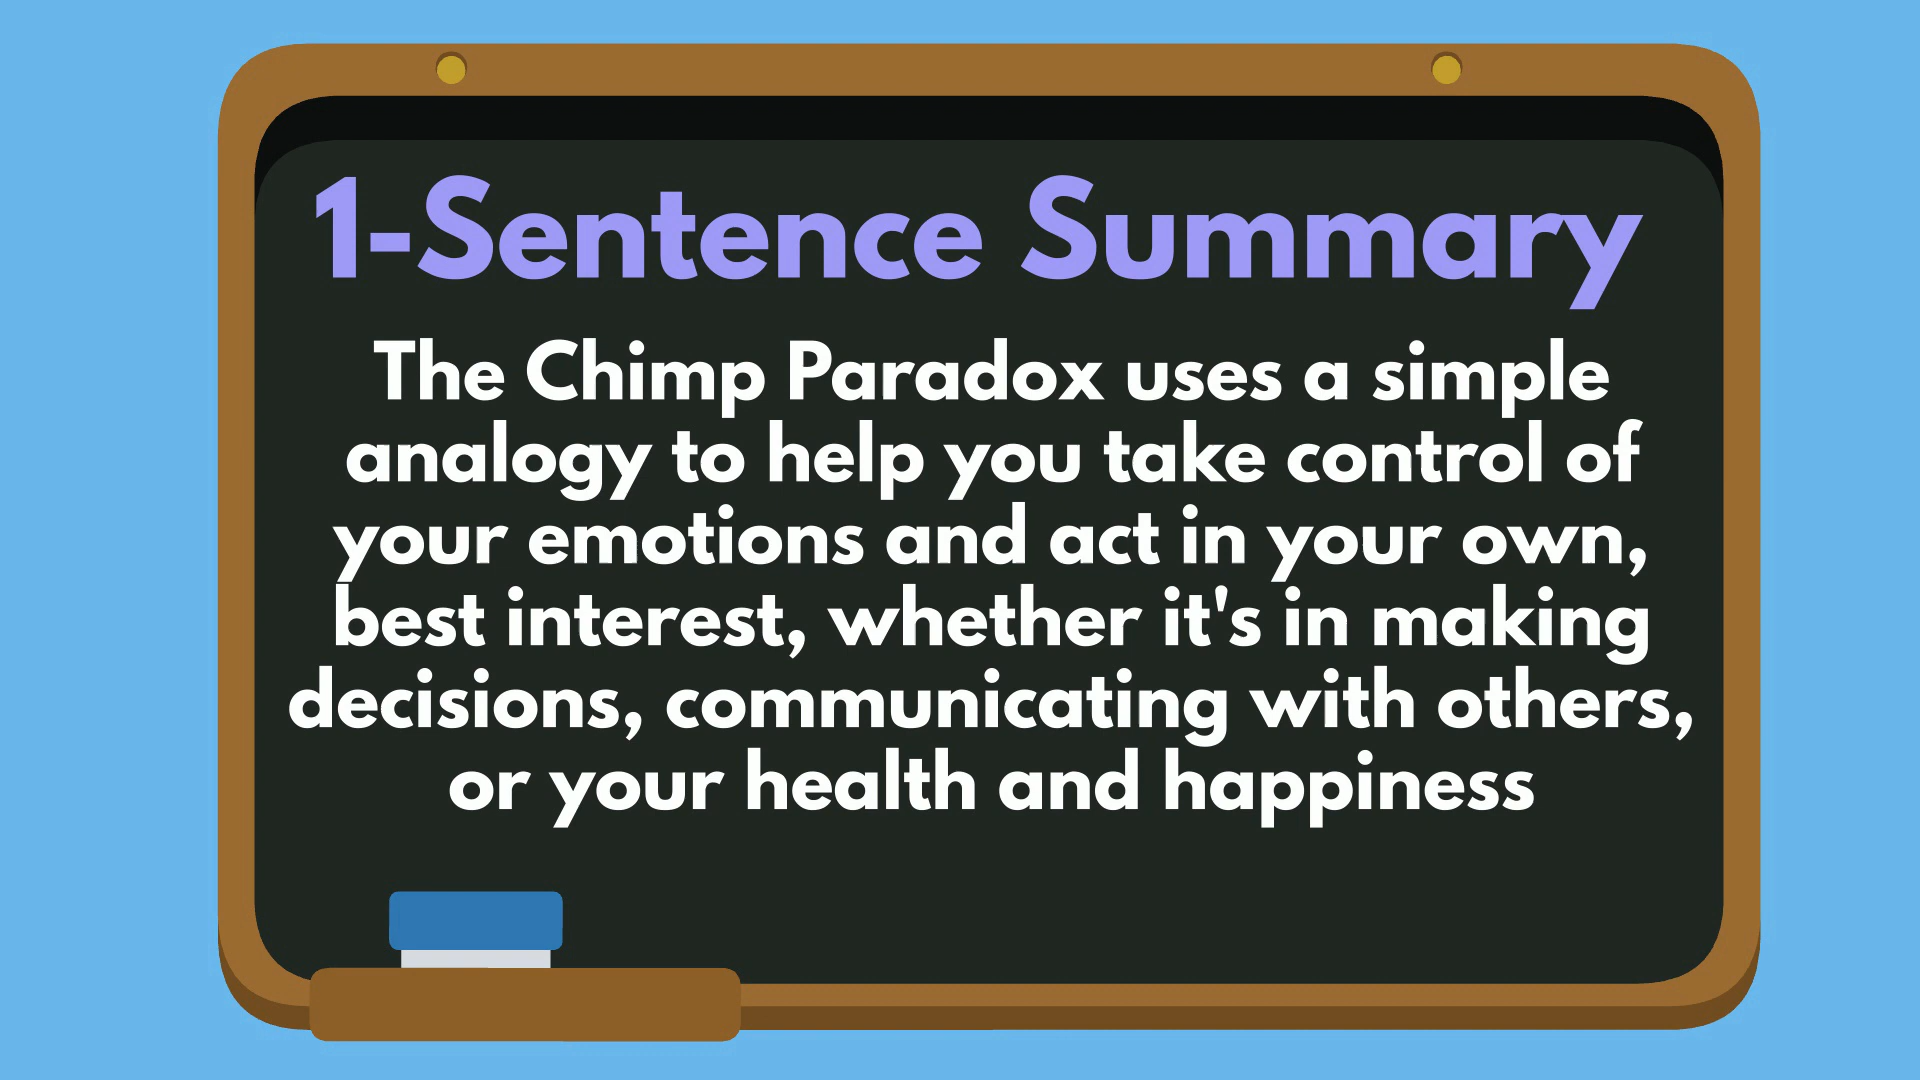 1-Sentence Summary
The Chimp Paradox uses a simple
analogy to help you take control of
your emotions and act in your own,
best interest, whether it's in making
decisions, communicating with others,
or your health and happiness